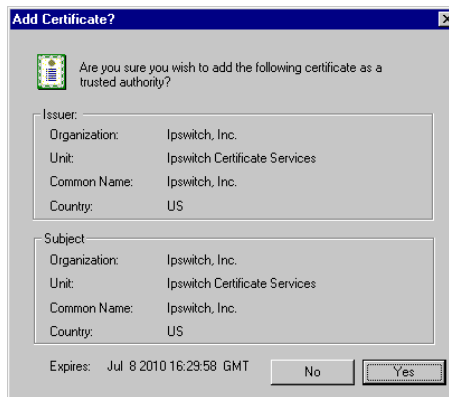 Add Certificate?
Are you sure you wish to add the following certificate as a
trusted authority?
Issuer:
Organization: Ipswitch, Inc.
Unit: Ipswitch Certificate Services
Common Name: Ipswitch, Inc.
Country: US
Subject
Organization: Ipswitch, Inc.
Unit: Ipswitch Certificate Services
Common Name: Ipswitch, Inc.
Country: US
Expires: Jul 8 2010 16:29:58 GMT
No Yes